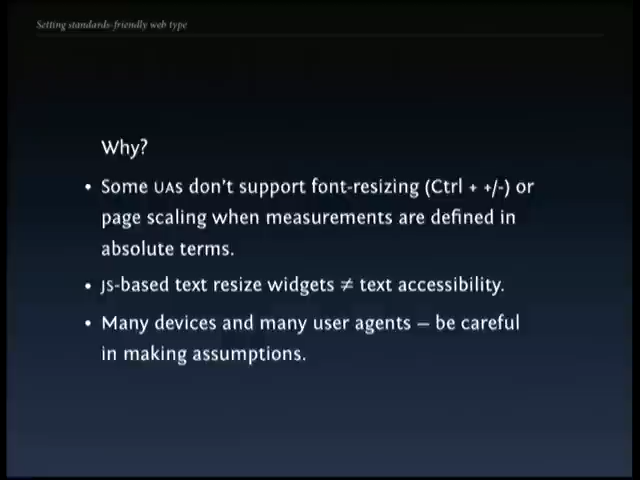 Setting standards-friendly web type
Why?
• Some UAs don't support font-resizing (Ctrl + +/-) or
page scaling when measurements are defined in
absolute terms.
• JS-based text resize widgets ≠ text accessibility.
• Many devices and many user agents – be careful
in making assumptions.